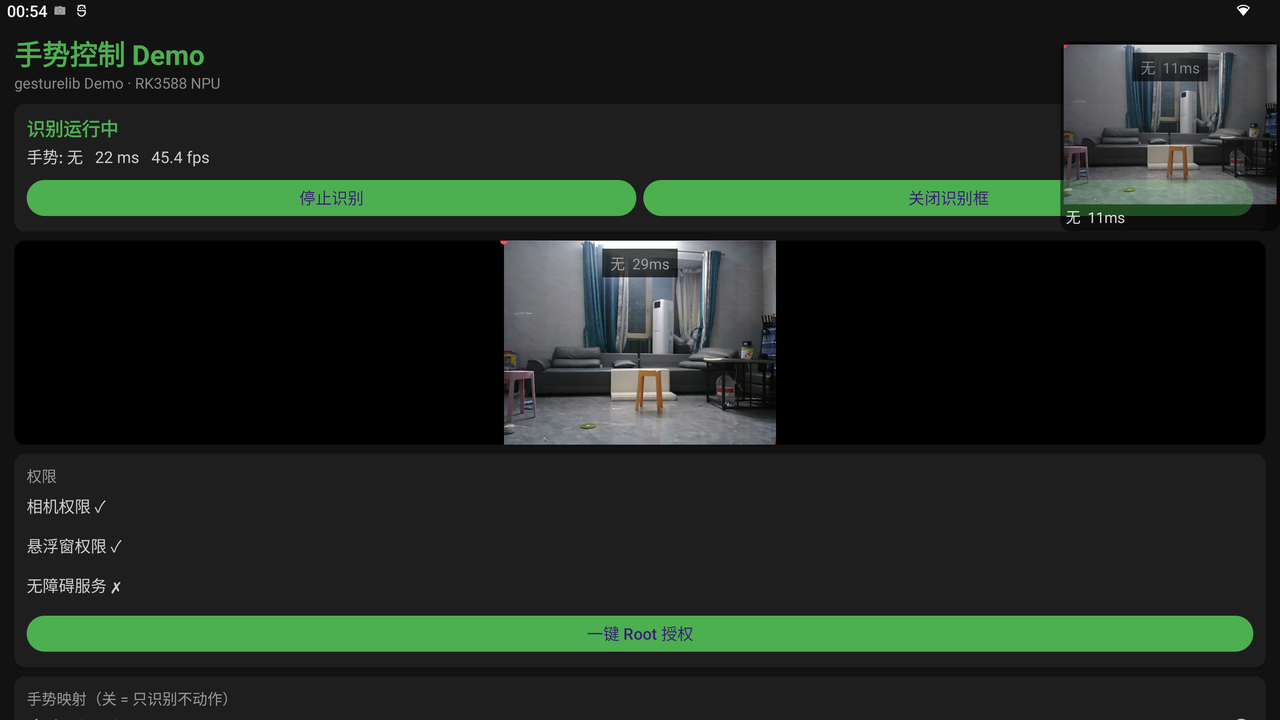 00:54
手势控制 Demo
gesturelib Demo · RK3588 NPU
识别运行中
手势: 无 22 ms 45.4 fps
停止识别
关闭识别框
无 11ms
无 11ms
无 29ms
权限
相机权限 ✓
悬浮窗权限 ✓
无障碍服务 ✗
一键 Root 授权
手势映射（关 = 只识别不动作）